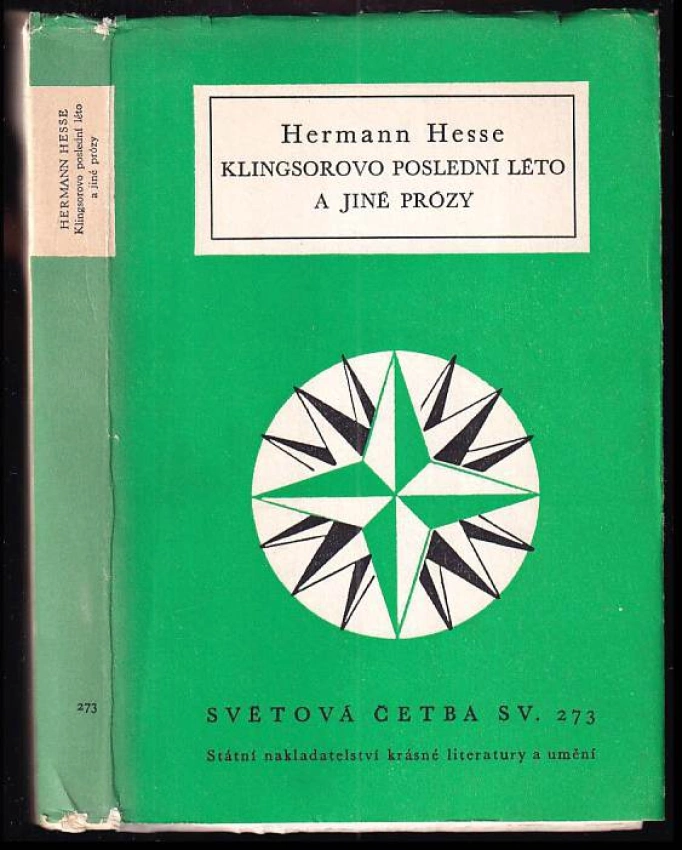 HERMANN HESSE
Klingsorovo poslední léto
a jiné prózy
273
Hermann Hesse
KLINGSOROVO POSLEDNÍ LÉTO
A JINÉ PRÓZY
SVĚTOVÁ ČETBA SV. 273
Státní nakladatelství krásné literatury a umění